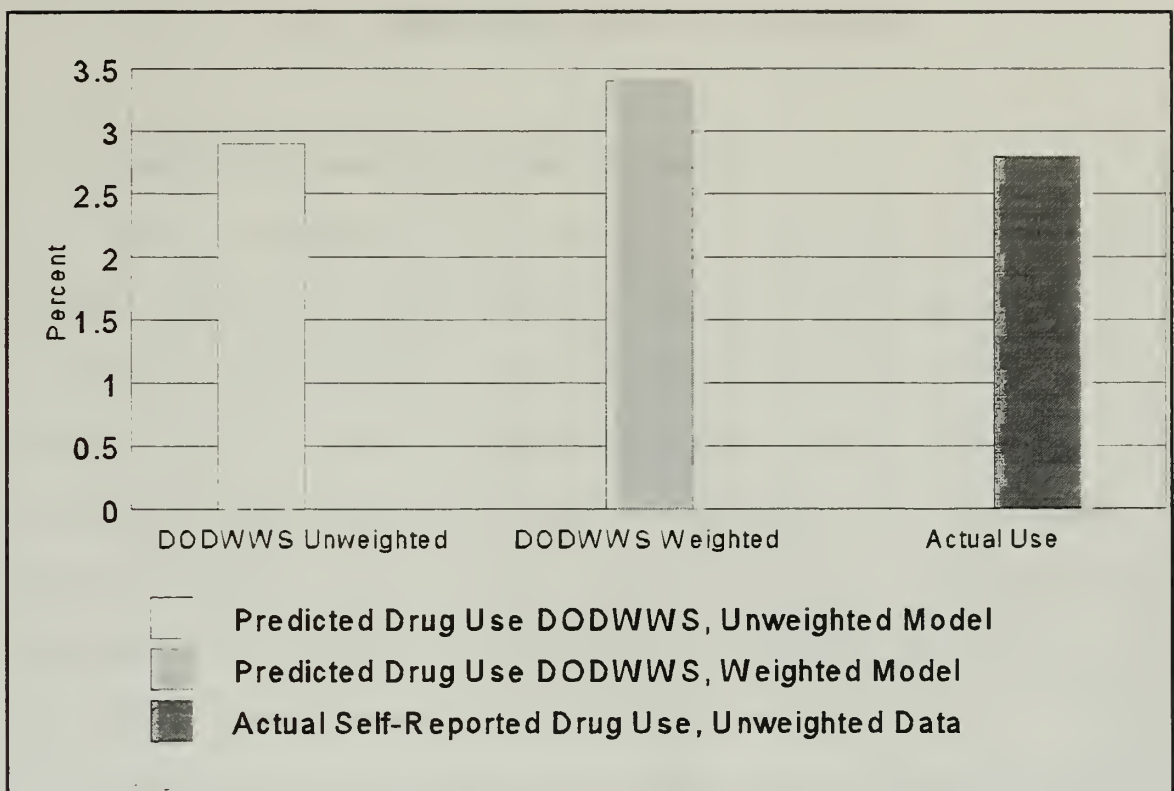 3.5
3
2.5
2
1.5
1
0.5
0
Percent
DODWWS Unweighted
DODWWS Weighted
Actual Use
Predicted Drug Use DODWWS, Unweighted Model
Predicted Drug Use DODWWS, Weighted Model
Actual Self-Reported Drug Use, Unweighted Data